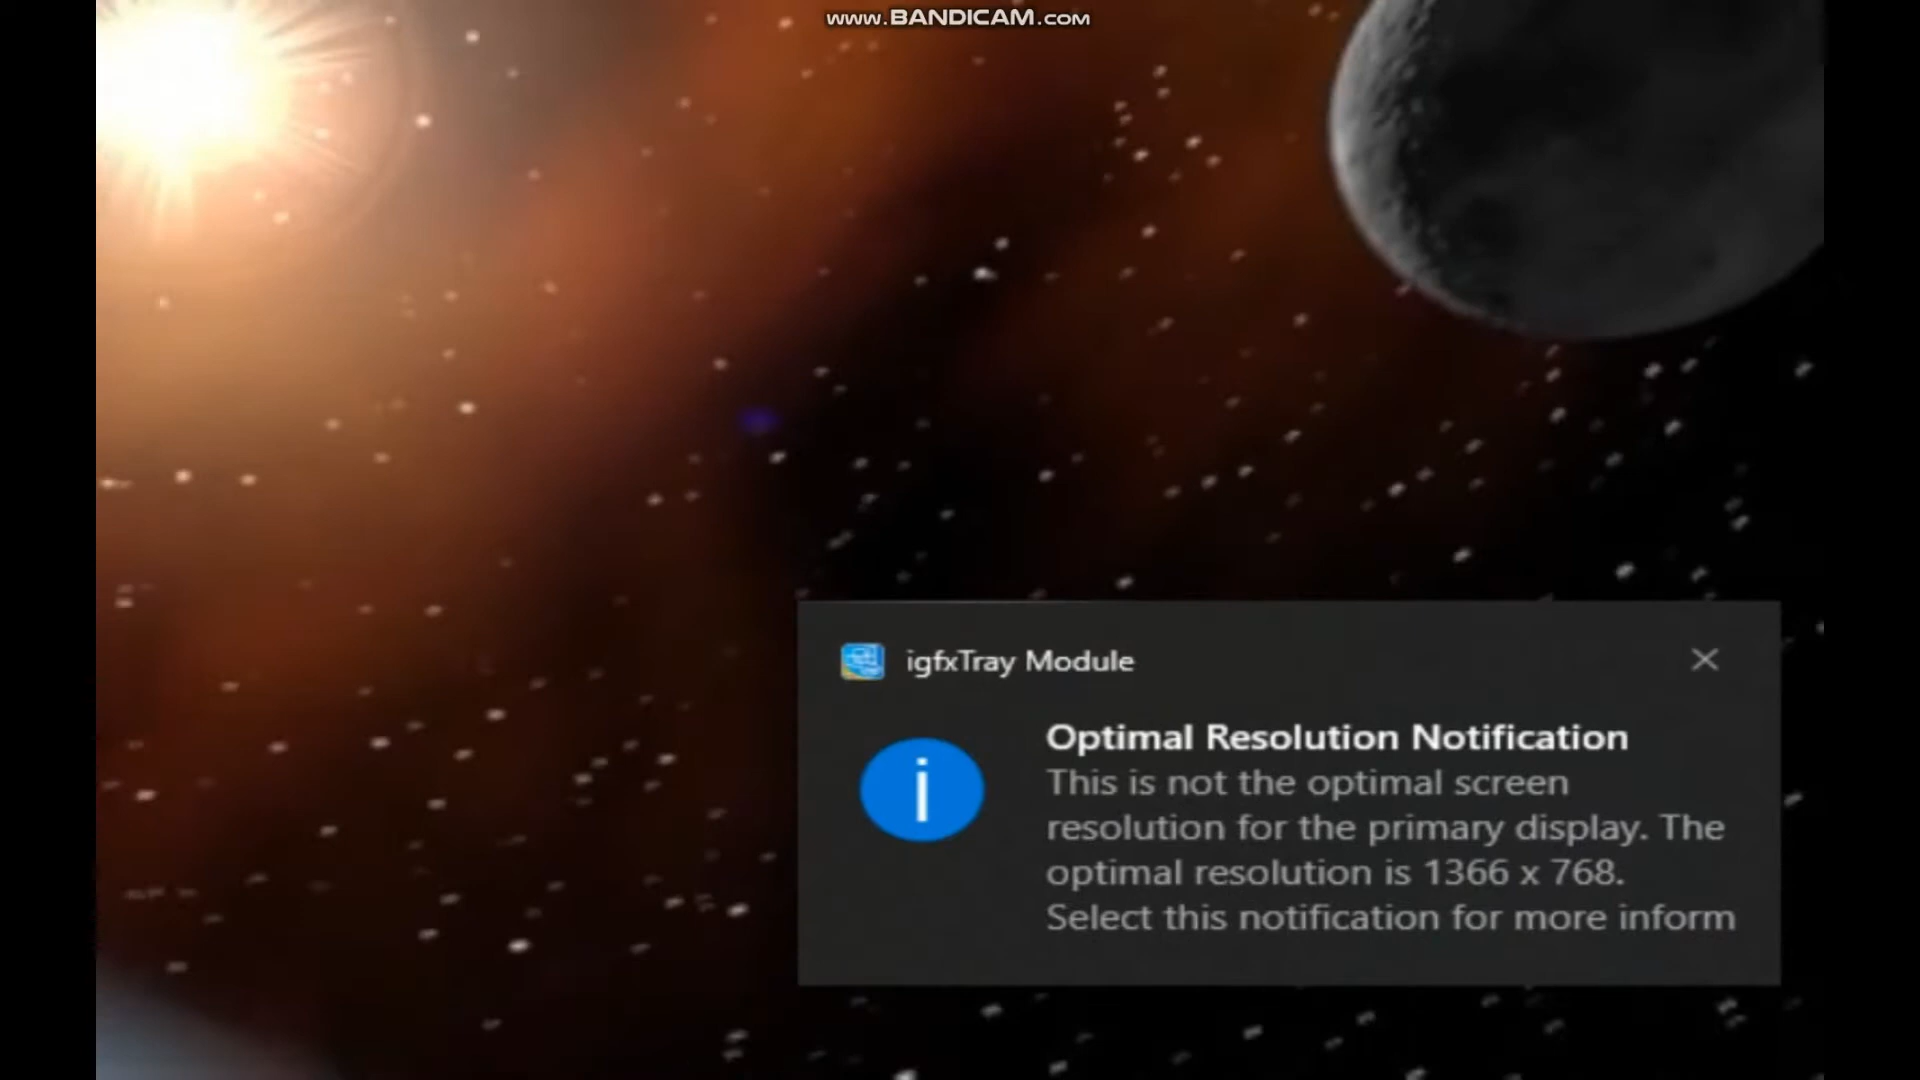 www.BANDICAM.com
igfxTray Module
Optimal Resolution Notification
This is not the optimal screen
resolution for the primary display. The
optimal resolution is 1366 x 768.
Select this notification for more inform